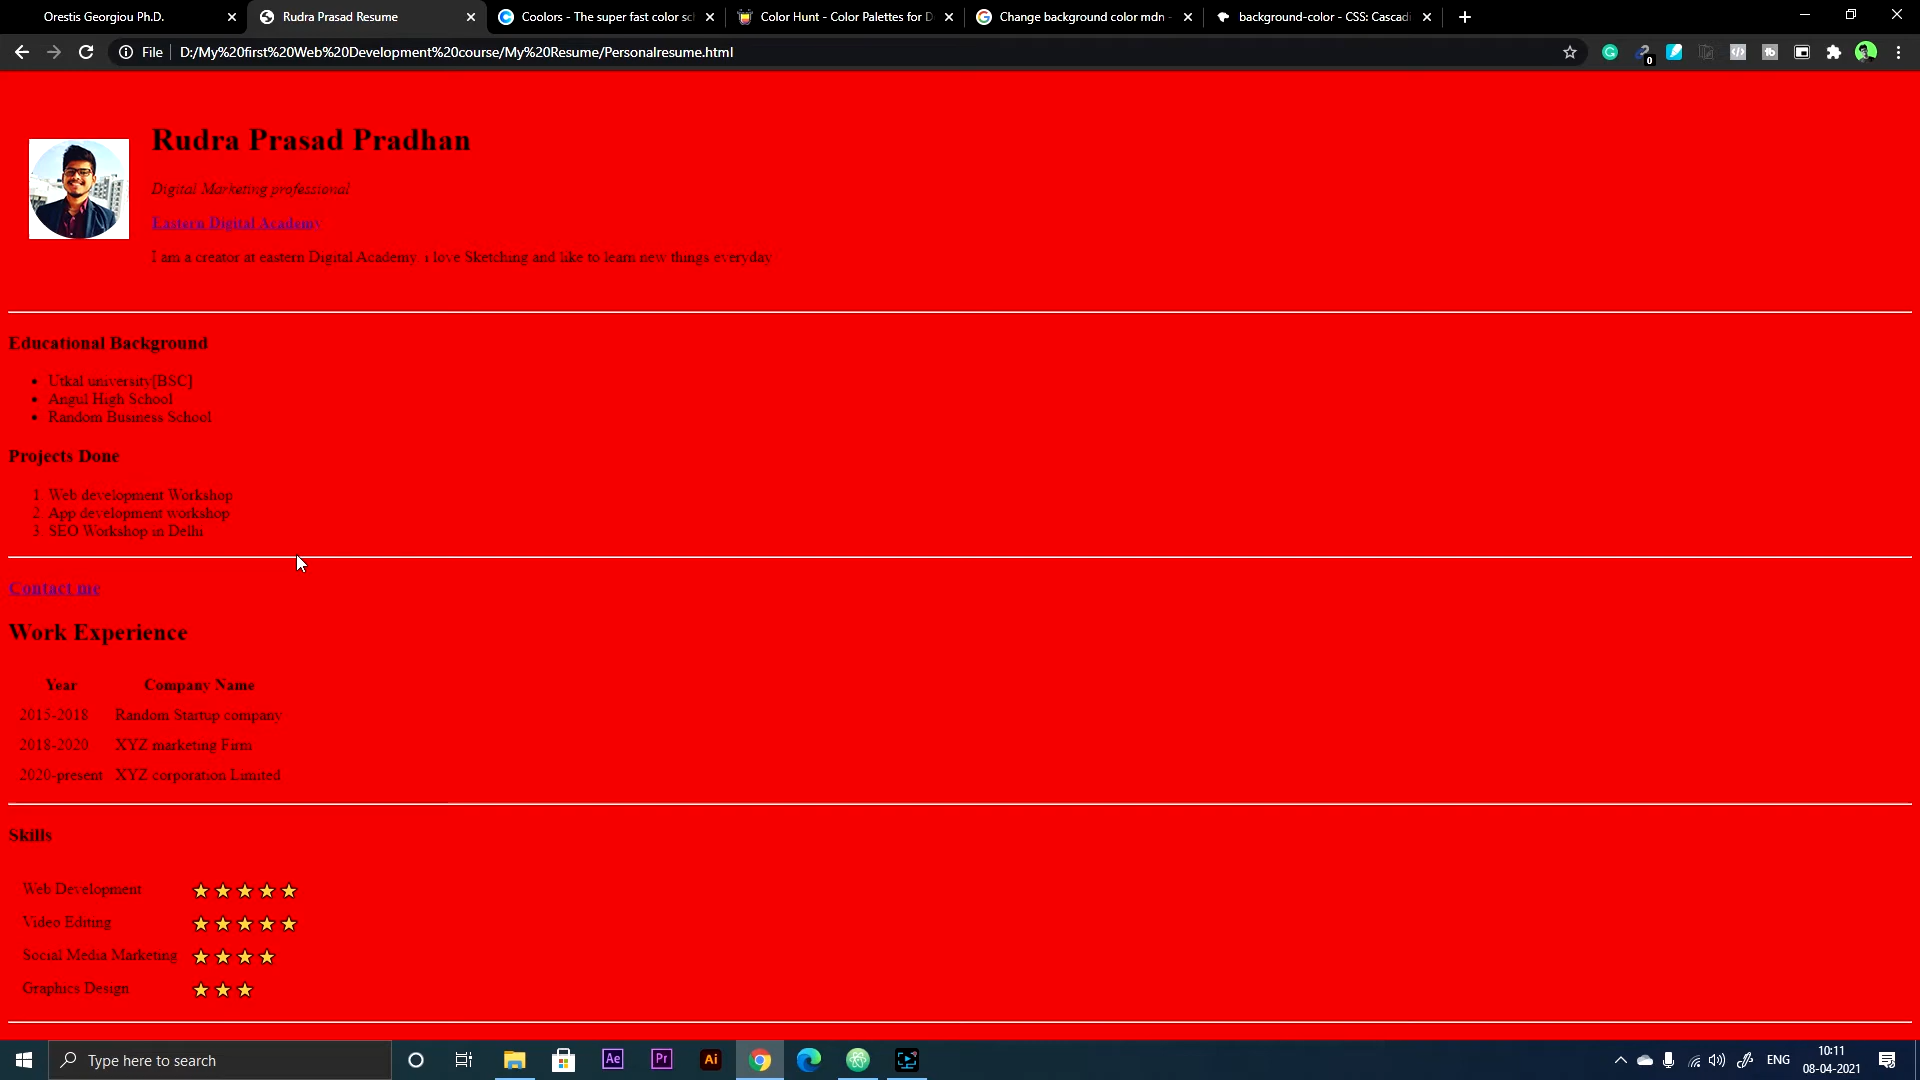 Orestis Georgiou Ph.D.
Rudra Prasad Resume
Coolors - The super fast color sc
Color Hunt - Color Palettes for D
Change background color mdn -
background-color - CSS: Cascadi
File
D:/My%20first%20Web%20Development%20course/My%20Resume/Personalresume.html
0
Rudra Prasad Pradhan
Digital Marketing professional
Eastern Digital Academy
I am a creator at eastern Digital Academy i love Sketching and like to learn new things everyday
Educational Background
• Utkal university[BSC]
• Angul High School
• Random Business School
Projects Done
1. Web development Workshop
2. App development workshop
3. SEO Workshop in Delhi
Contact me
Work Experience
Year Company Name
2015-2018 Random Startup company
2018-2020 XYZ marketing Firm
2020-present XYZ corporation Limited
Skills
Web Development ★★★★★
Video Editing ★★★★★
Social Media Marketing ★★★★
Graphics Design ★★★
Type here to search
Ae
Pr
Ai
ENG
10:11
08-04-2021